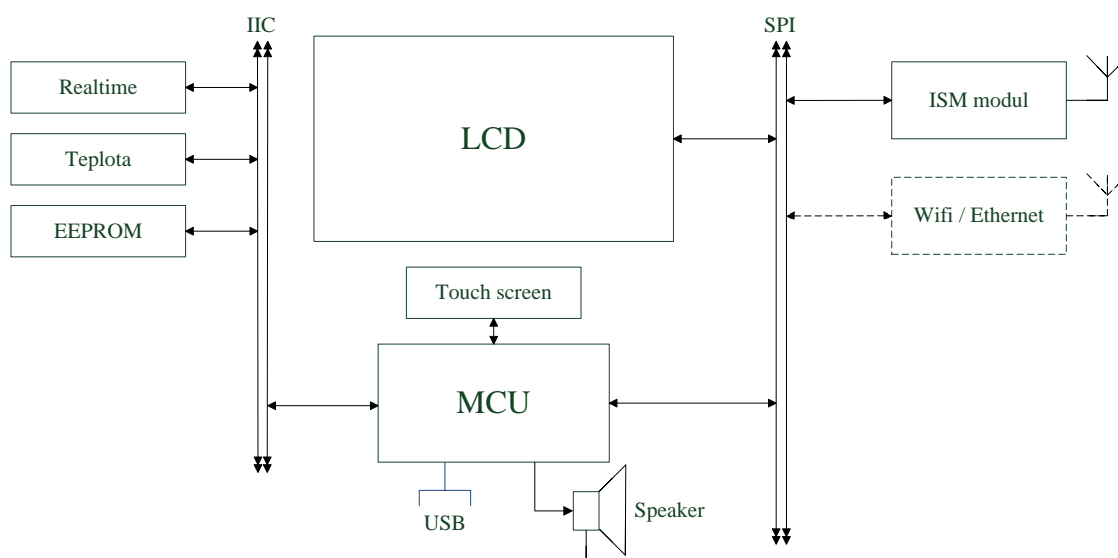 IIC
SPI
Realtime
LCD
ISM modul
Teplota
EEPROM
Wifi / Ethernet
Touch screen
MCU
USB
Speaker